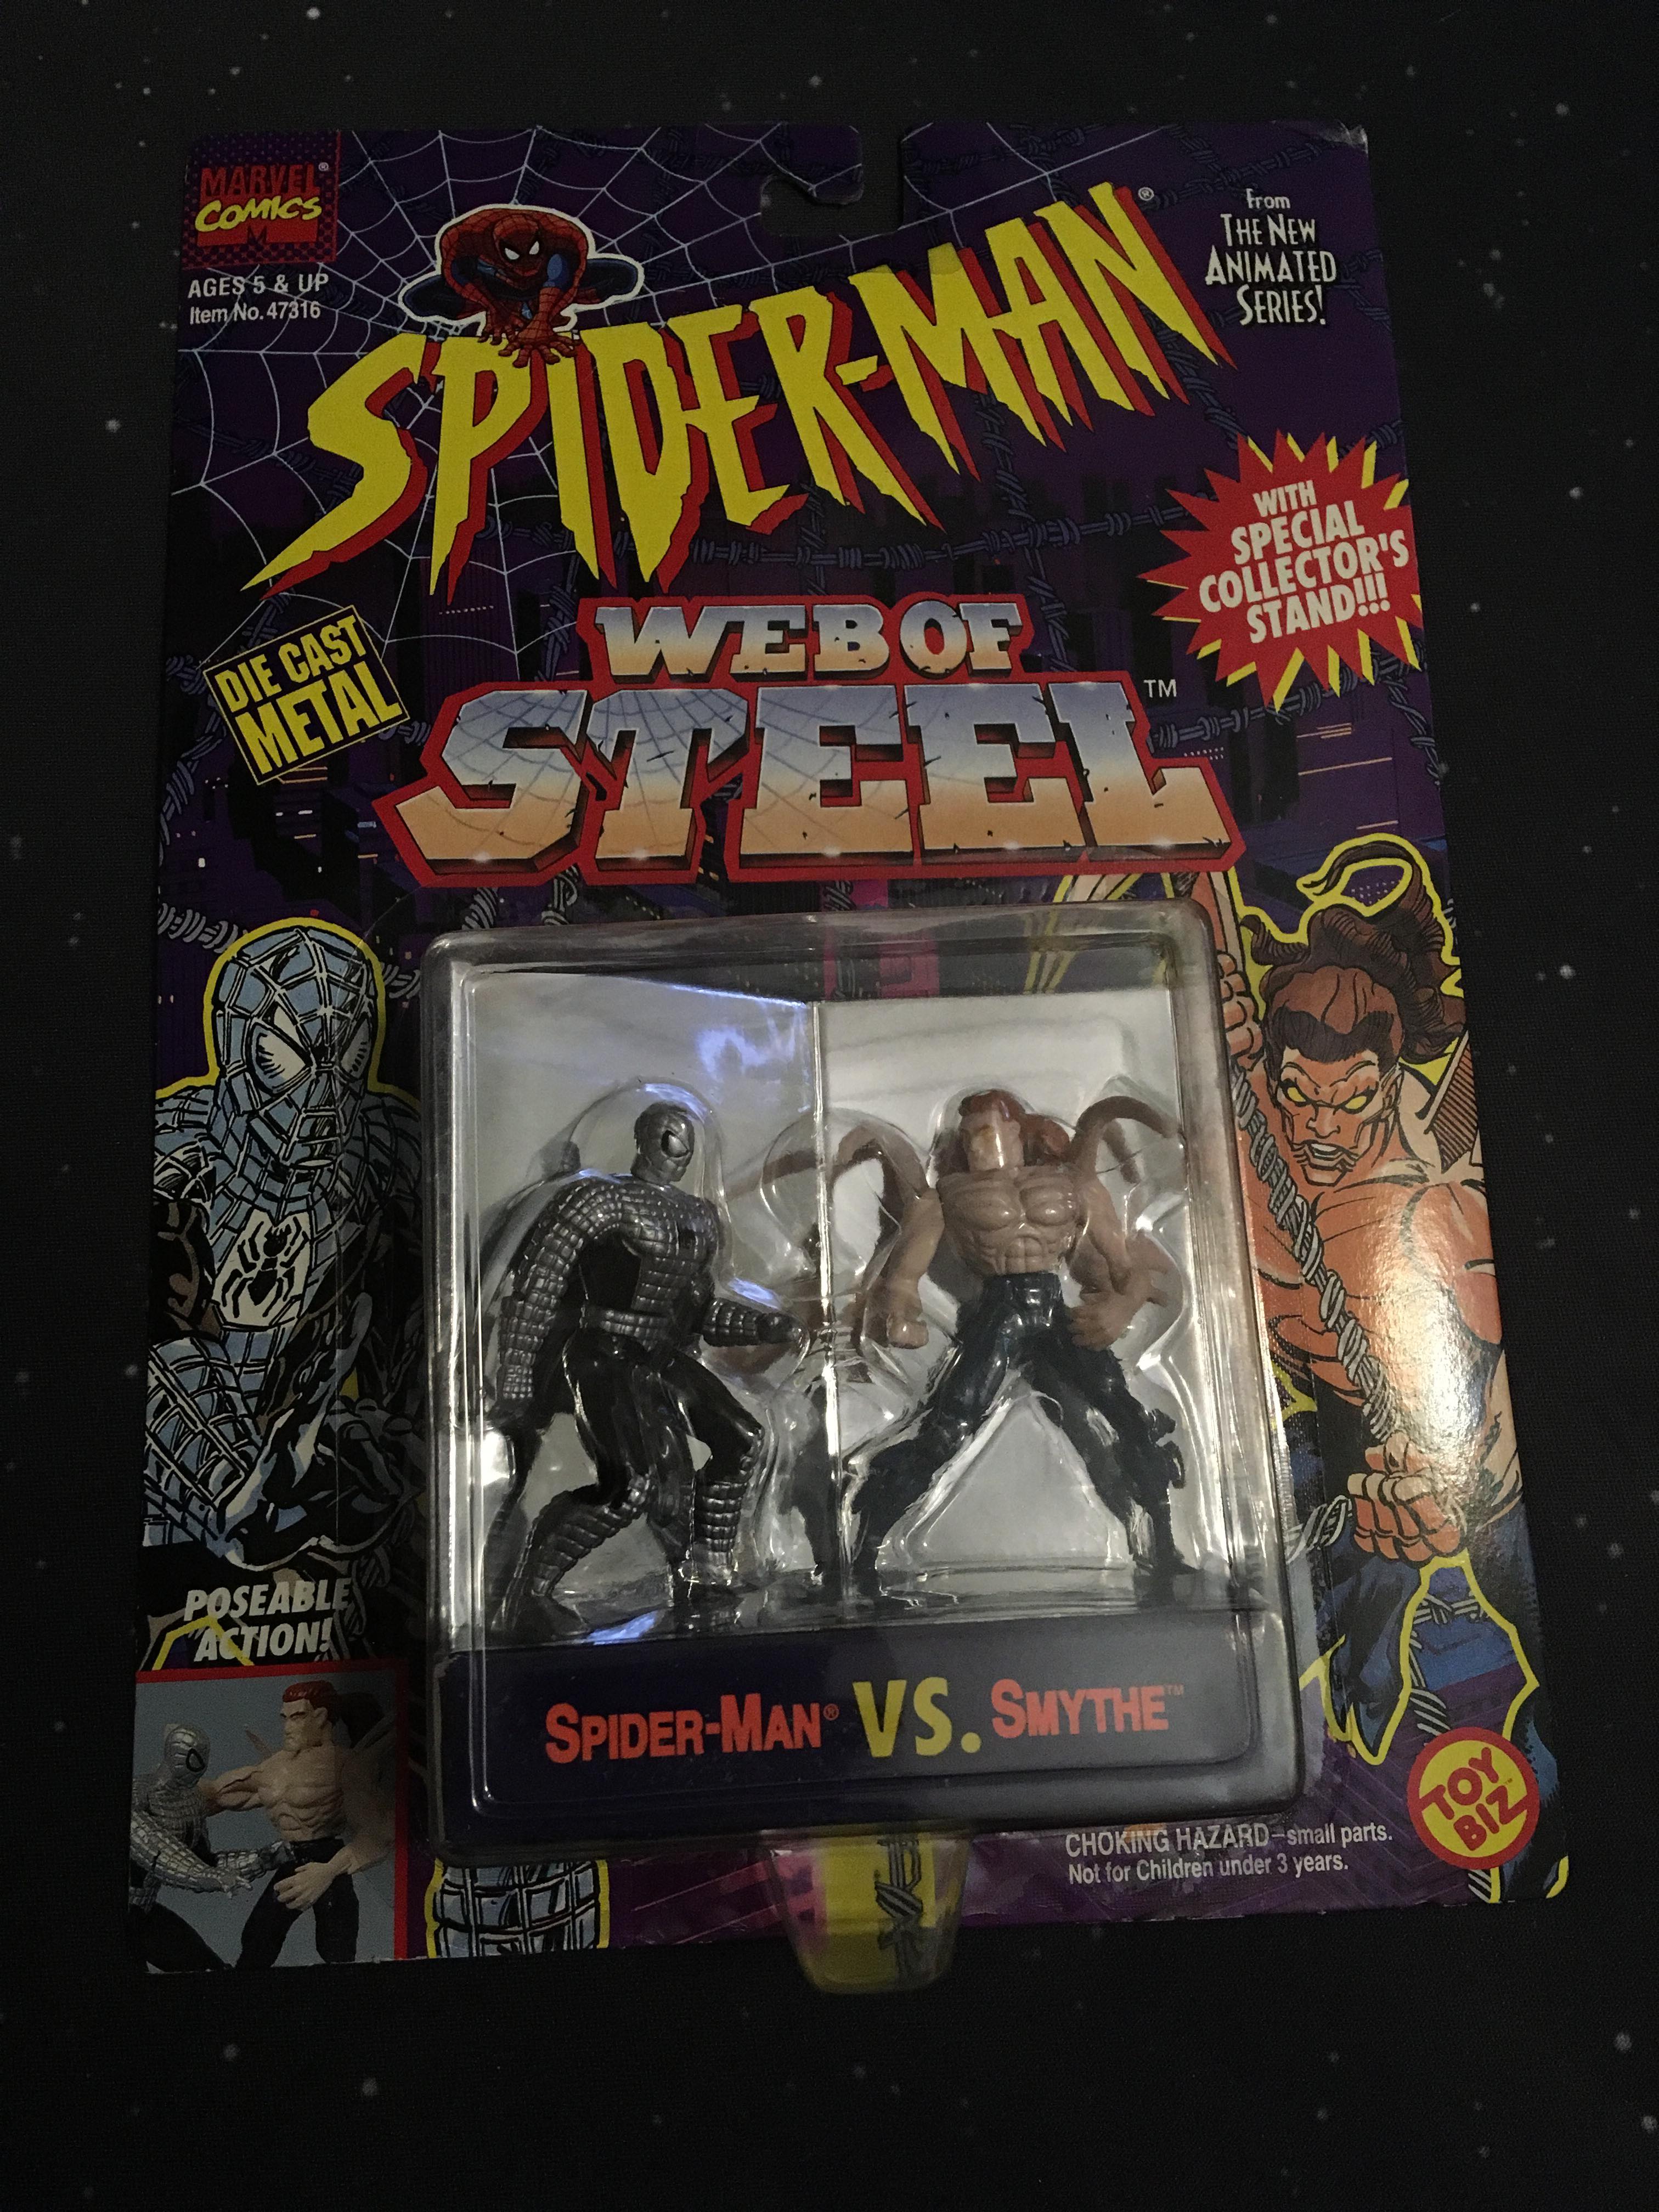 MARVEL®
COMICS
AGES 5 & UP
Item No. 47316
From
THE NEW
ANIMATED
SERIES!
SPIDER-MAN®
WITH
SPECIAL
COLLECTOR'S
STAND!!!
DIE CAST
METAL
WEB OF
STEEL™
POSEABLE
ACTION!
SPIDER-MAN® VS. SMYTHE™
TOY
BIZ
CHOKING HAZARD–small parts.
Not for Children under 3 years.